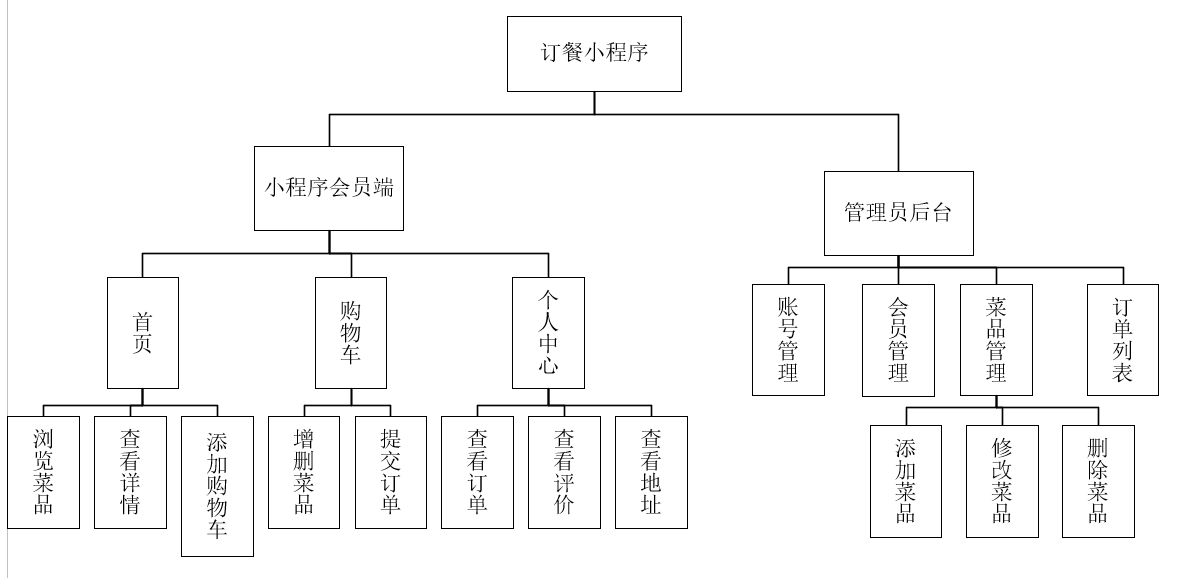 订餐小程序
小程序会员端
管理员后台
首页
购物车
个人中心
账号管理
会员管理
菜品管理
订单列表
浏览菜品
查看详情
添加购物车
增删菜品
提交订单
查看订单
查看评价
查看地址
添加菜品
修改菜品
删除菜品